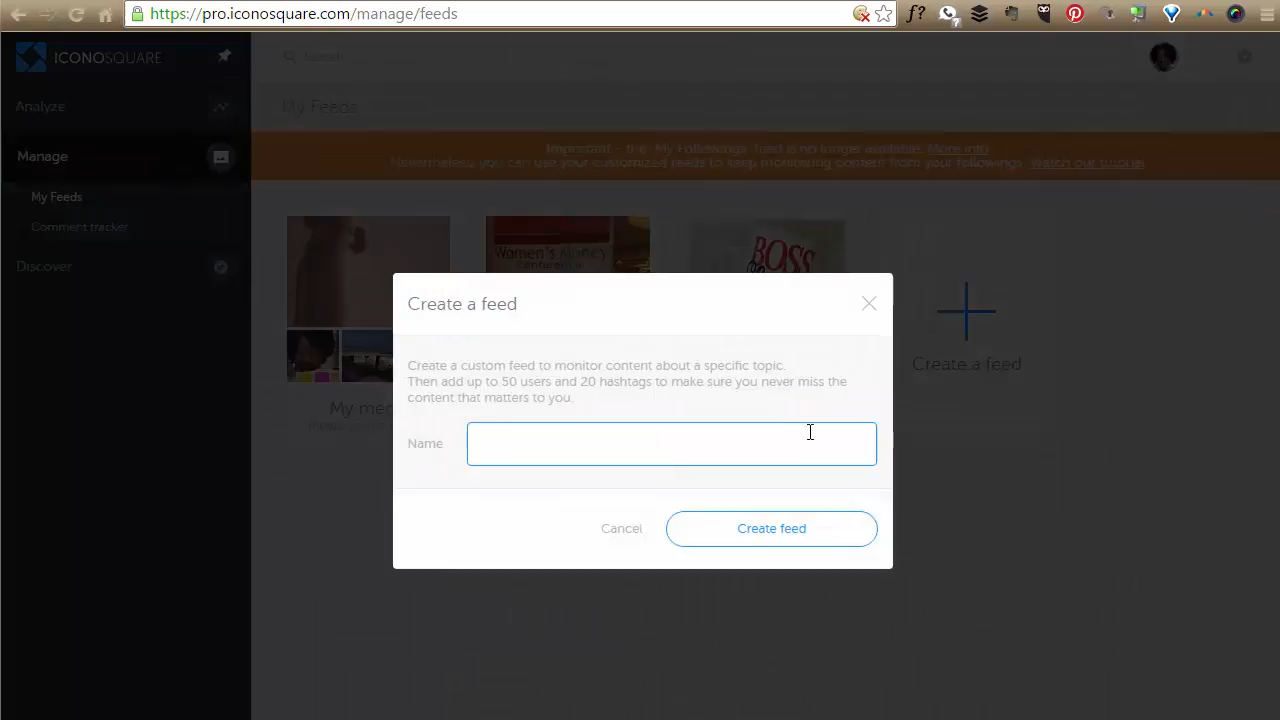 https://pro.iconosquare.com/manage/feeds
f?
ICONOSQUARE
Search
Analyze
My Feeds
Manage
Important - the 'My Followings' feed is no longer available. More info
Nevertheless, you can use your customized feeds to keep monitoring content from your followings. Watch our tutorial
My Feeds
Comment tracker
Discover
Women's Money
BOSS
Create a feed
Create a feed
Create a custom feed to monitor content about a specific topic.
Then add up to 50 users and 20 hashtags to make sure you never miss the
content that matters to you.
My
Name
Cancel
Create feed